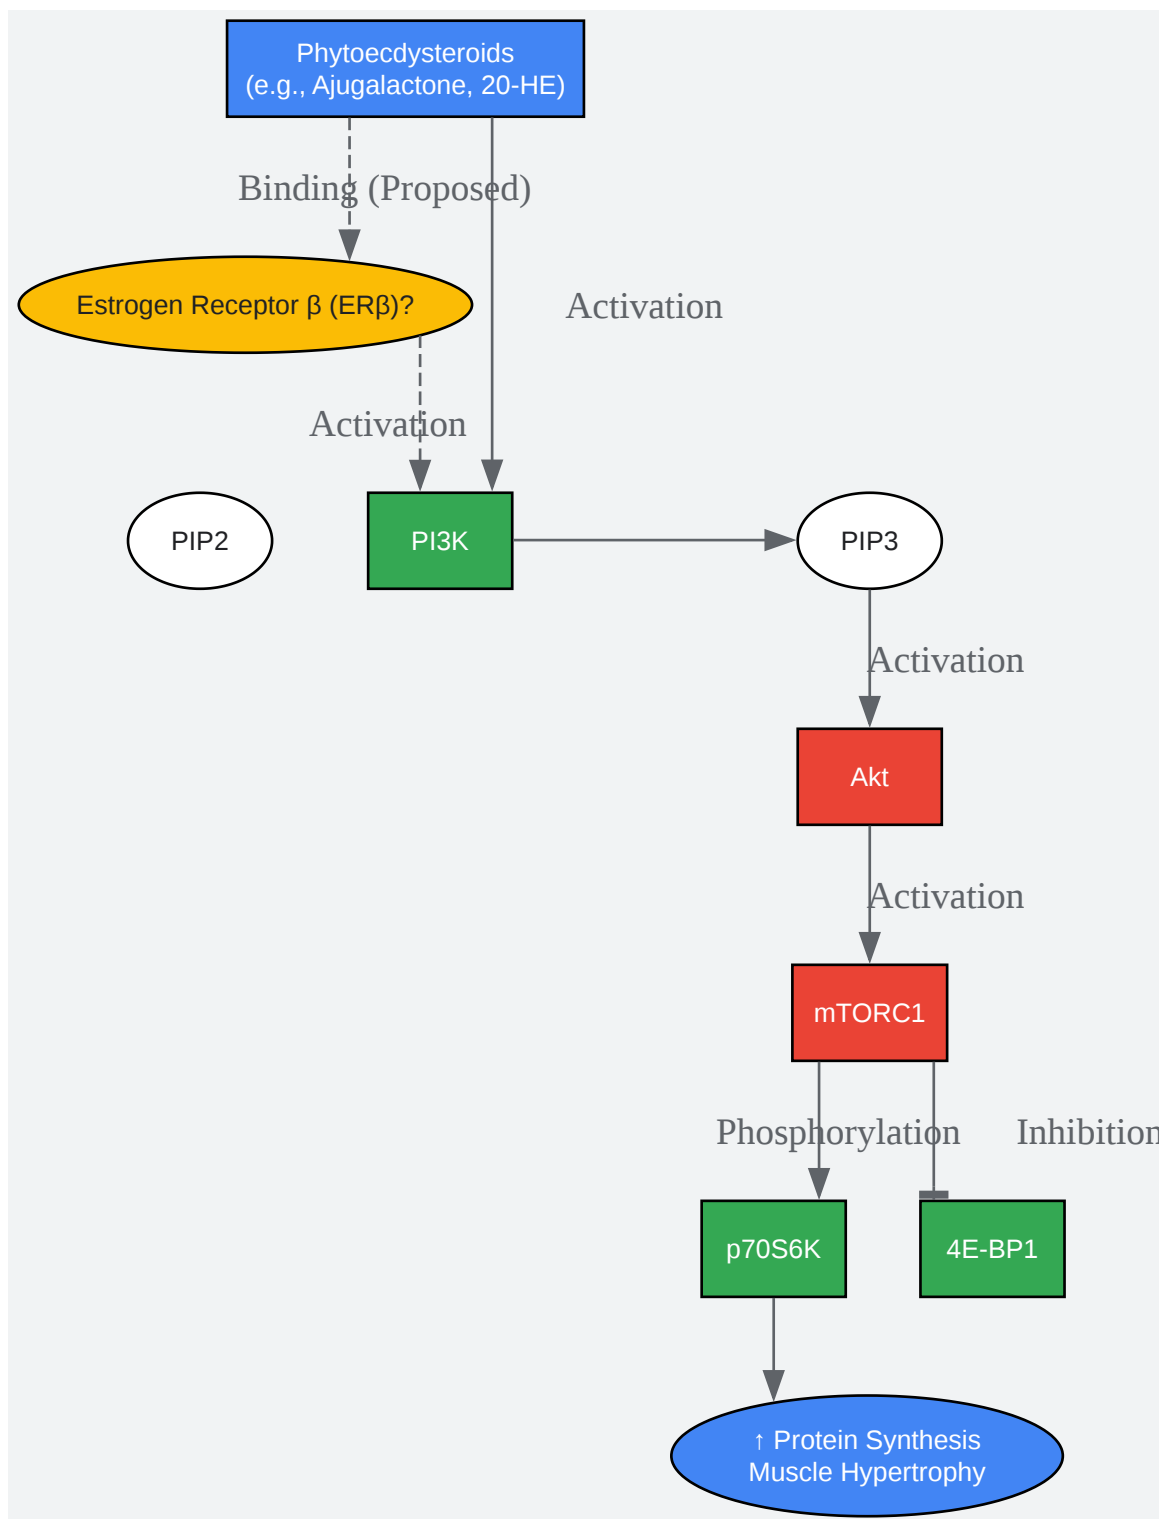 Phytoecdysteroids
(e.g., Ajugalactone, 20-HE)
Binding (Proposed)
Estrogen Receptor β (ERβ)?
Activation
Activation
PIP2
PI3K
PIP3
Activation
Akt
Activation
mTORC1
Phosphorylation
Inhibition
p70S6K
4E-BP1
↑ Protein Synthesis
Muscle Hypertrophy